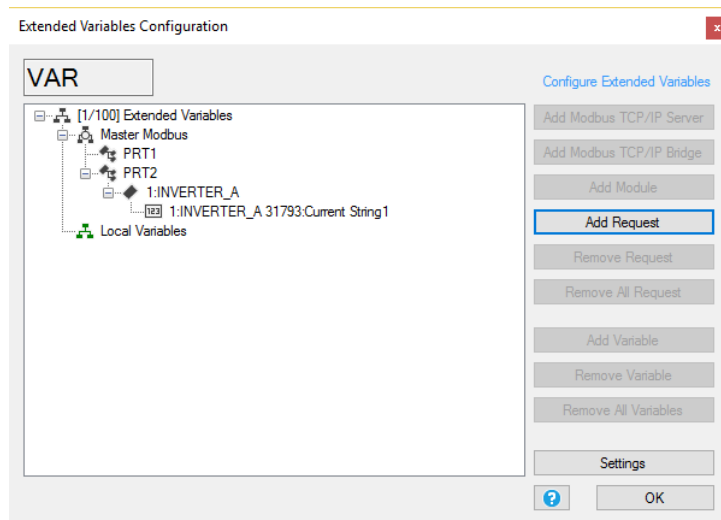 Extended Variables Configuration
x
VAR
Configure Extended Variables
[1/100] Extended Variables
Master Modbus
PRT1
PRT2
1:INVERTER_A
123 1:INVERTER_A 31793:Current String1
Local Variables
Add Modbus TCP/IP Server
Add Modbus TCP/IP Bridge
Add Module
Add Request
Remove Request
Remove All Request
Add Variable
Remove Variable
Remove All Variables
Settings
? OK